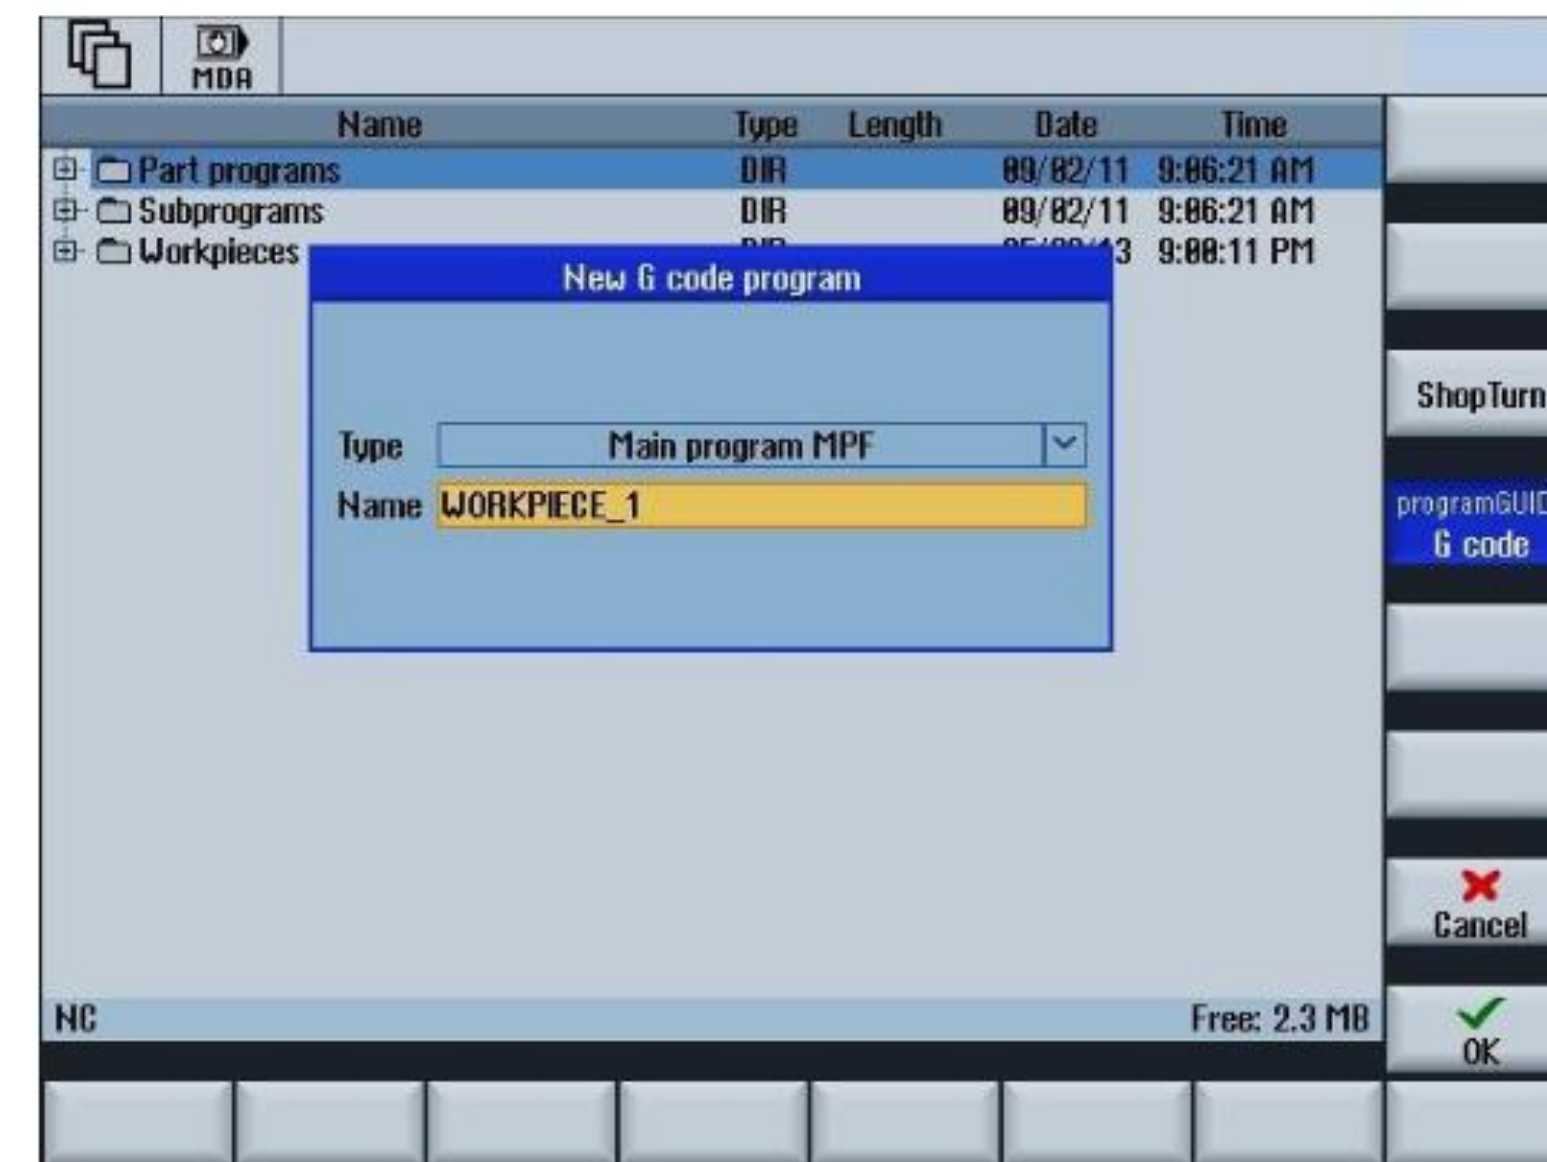 MDA
Name Type Length Date Time
Part programs DIR 09/02/11 9:06:21 AM
Subprograms DIR 09/02/11 9:06:21 AM
Workpieces 3 9:00:11 PM
New G code program
Type Main program MPF
Name WORKPIECE_1
ShopTurn
programGUID
G code
Cancel
NC Free: 2.3 MB
OK